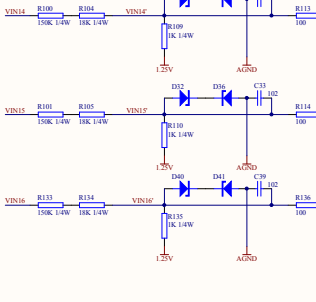 VIN14 R100 R104 VIN14' R113
150K 1/4W 18K 1/4W 100
R109
1K 1/4W
1.25V AGND
D32 D36 C33
102
VIN15 R101 R105 VIN15' R114
150K 1/4W 18K 1/4W 100
R110
1K 1/4W
1.25V AGND
D40 D41 C39
102
VIN16 R133 R134 VIN16' R136
150K 1/4W 18K 1/4W 100
R135
1K 1/4W
1.25V AGND